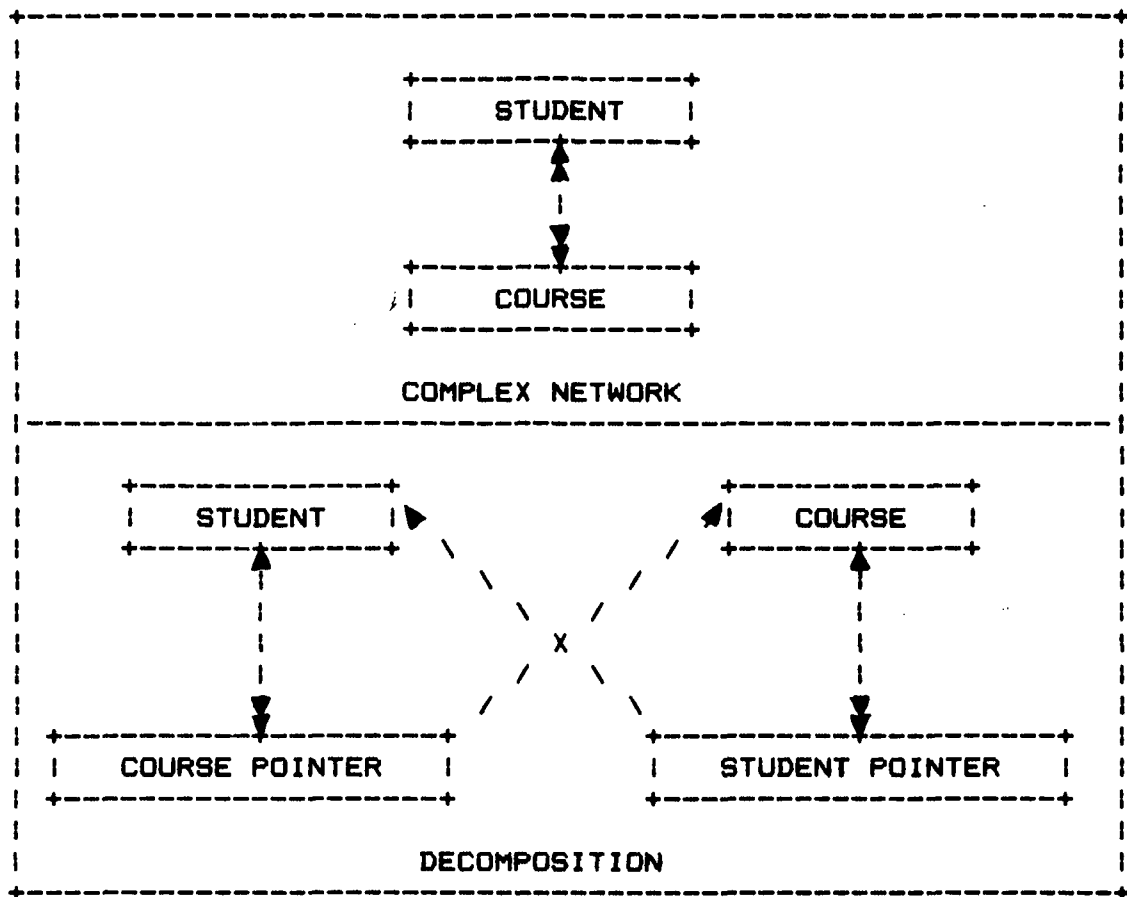 STUDENT
COURSE
COMPLEX NETWORK
STUDENT COURSE
X
COURSE POINTER STUDENT POINTER
DECOMPOSITION